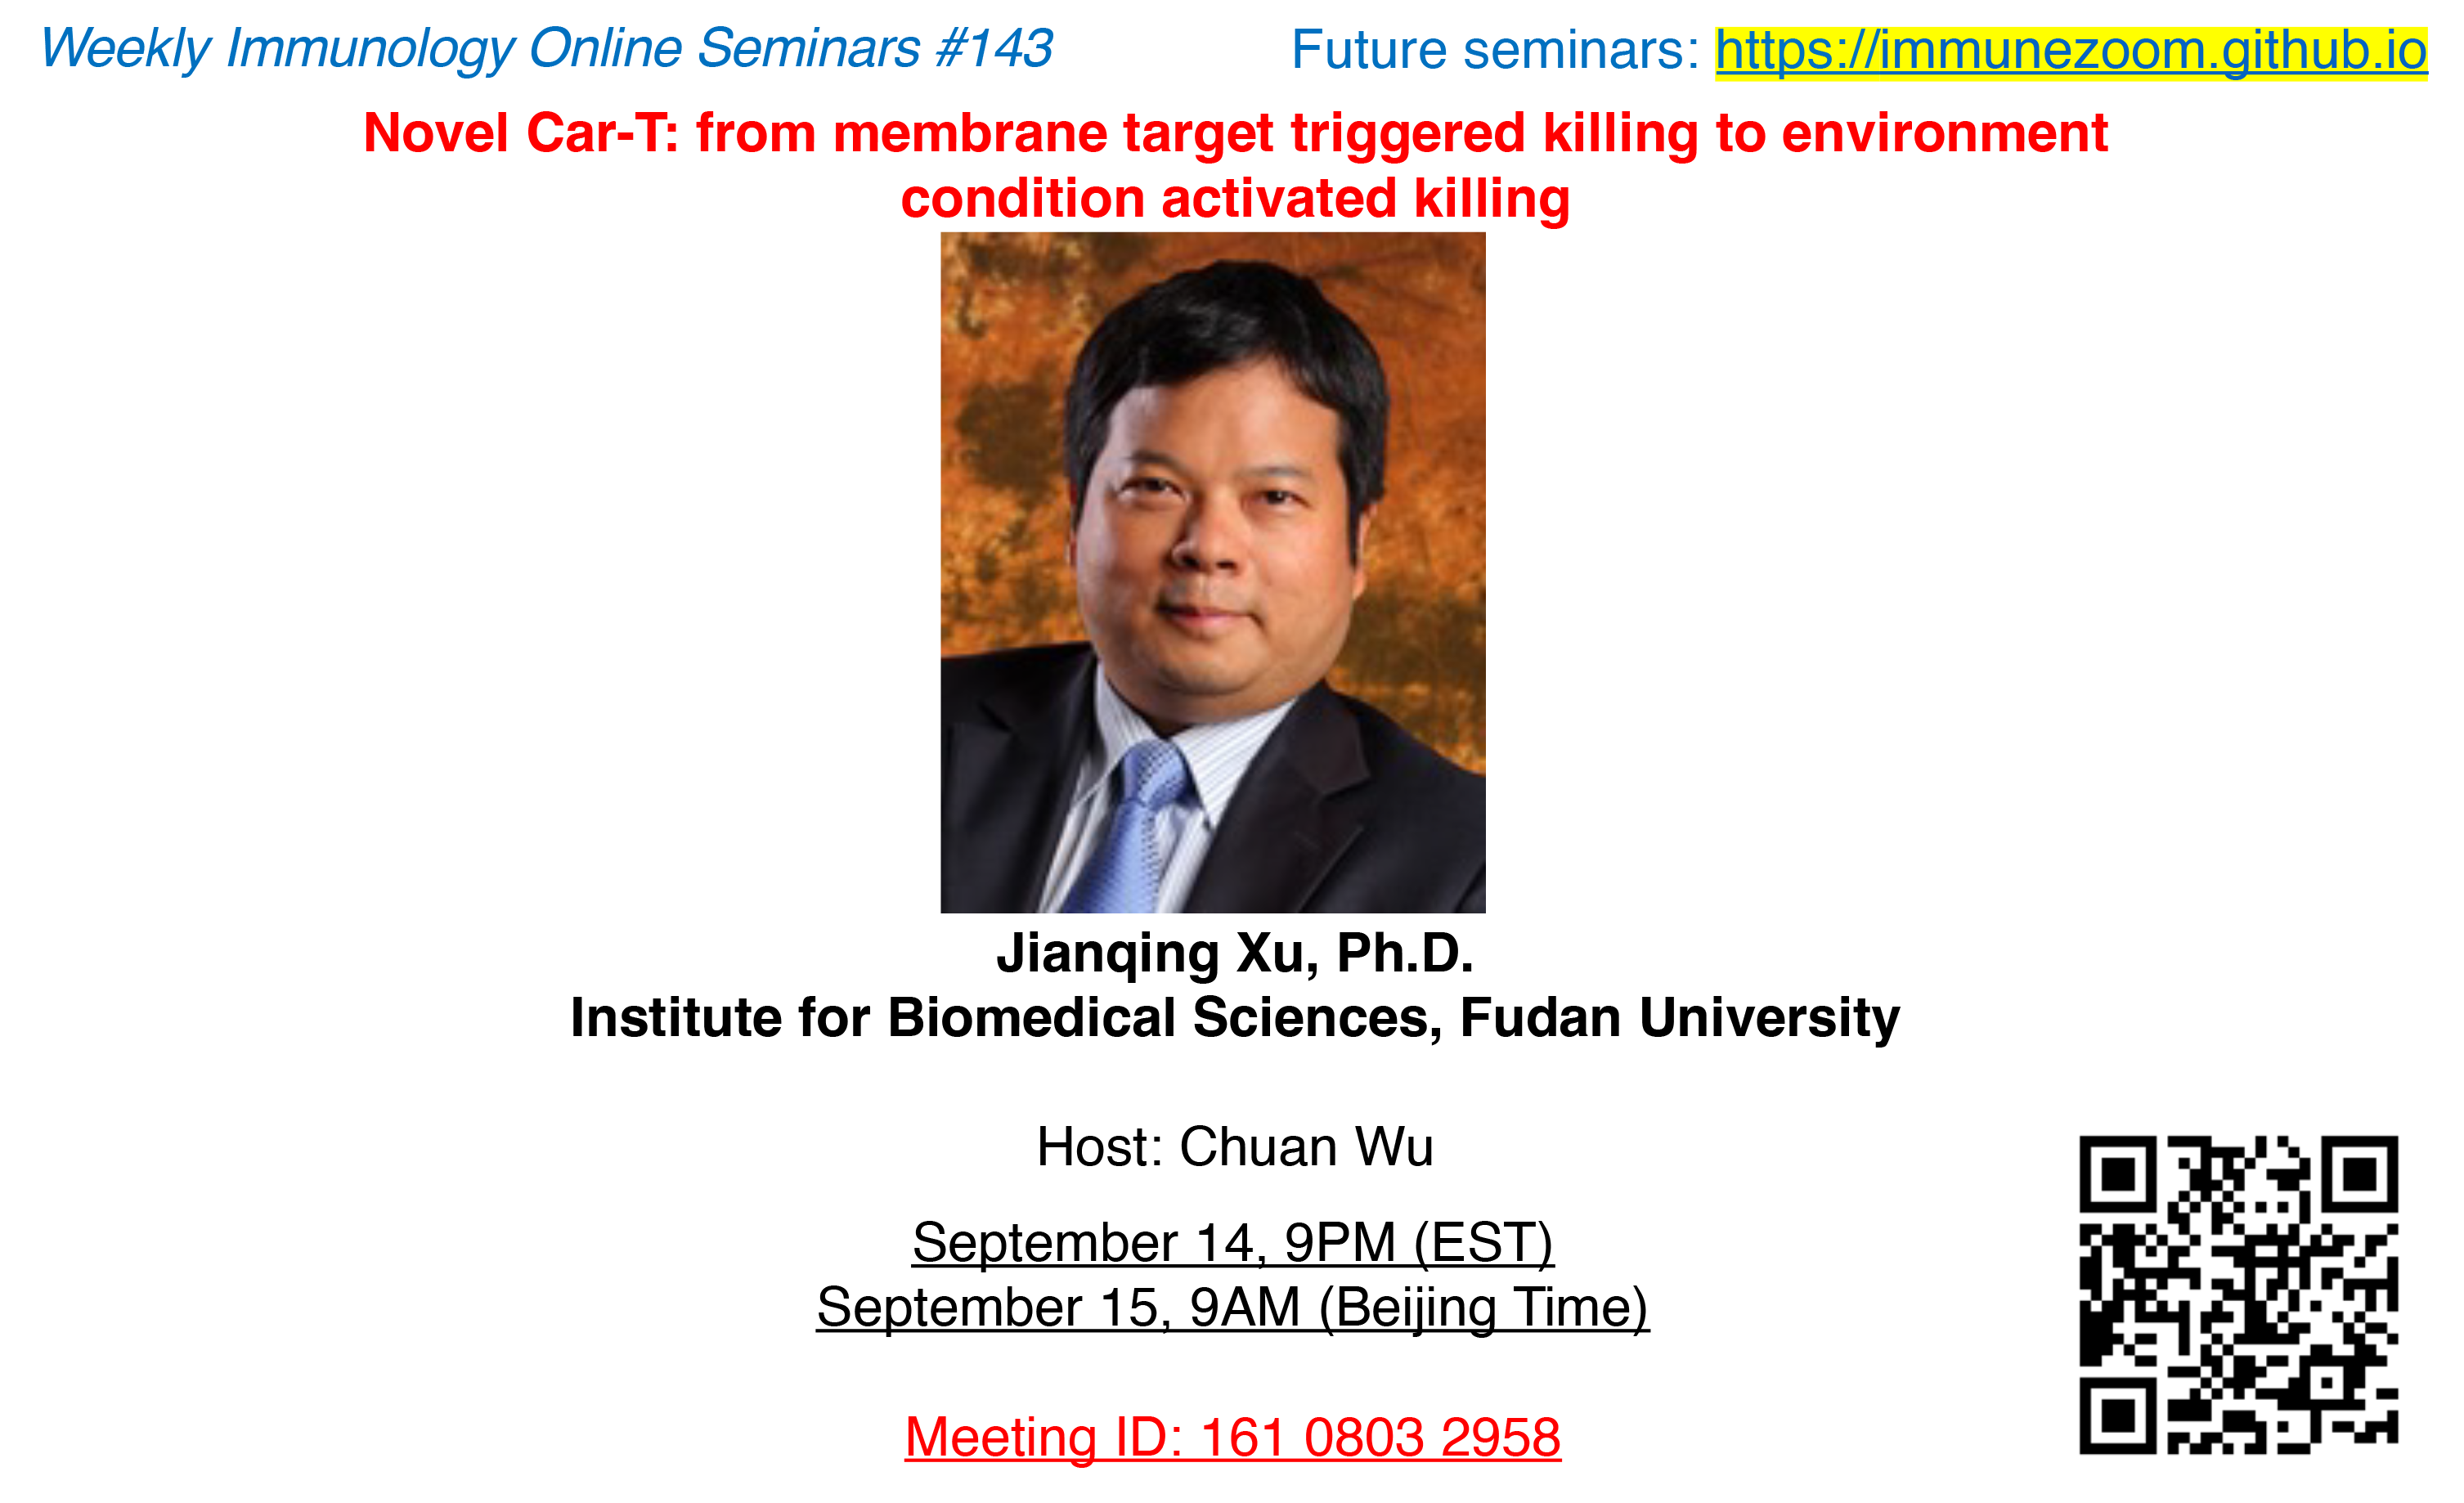 Weekly Immunology Online Seminars #143
Future seminars: https://immunezoom.github.io
Novel Car-T: from membrane target triggered killing to environment
condition activated killing
Jianqing Xu, Ph.D.
Institute for Biomedical Sciences, Fudan University
Host: Chuan Wu
September 14, 9PM (EST)
September 15, 9AM (Beijing Time)
Meeting ID: 161 0803 2958